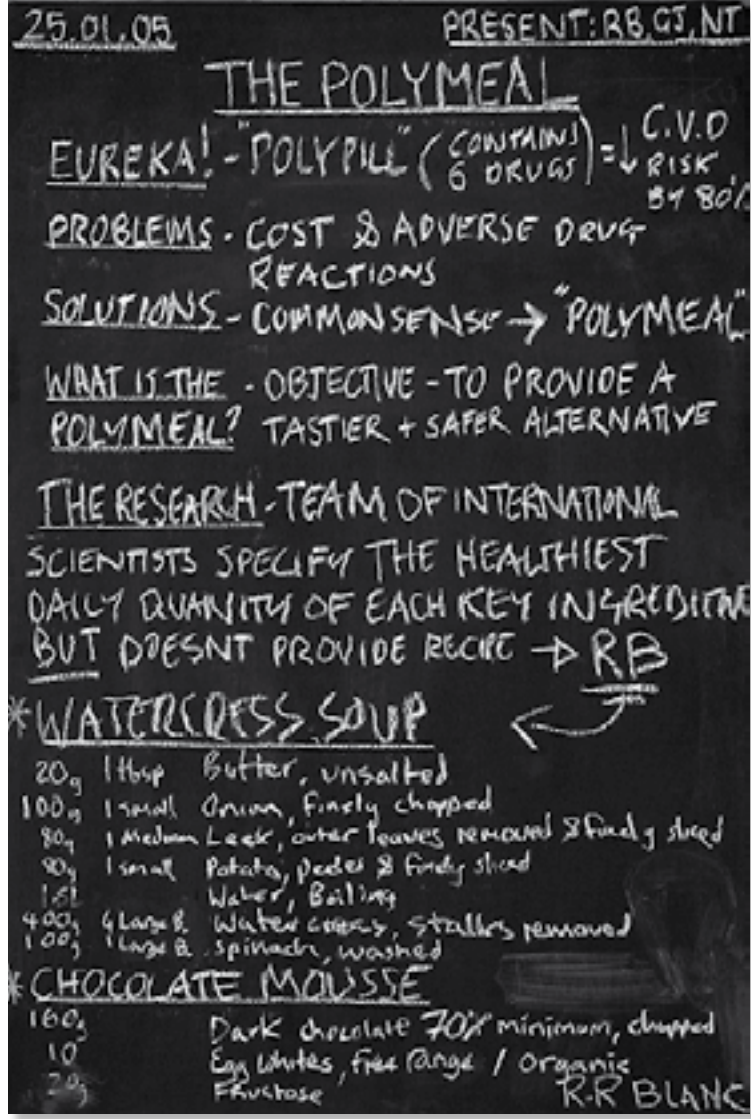 25.01.05 PRESENT: RB, GJ, NT
THE POLYMEAL
EUREKA! - "POLYPILL" (CONTAINS 6 DRUGS) = ↓ C.V.D RISK BY 80%
PROBLEMS - COST & ADVERSE DRUG
REACTIONS
SOLUTIONS - COMMONSENSE → "POLYMEAL"
WHAT IS THE - OBJECTIVE - TO PROVIDE A
POLYMEAL? TASTIER + SAFER ALTERNATIVE
THE RESEARCH - TEAM OF INTERNATIONAL
SCIENTISTS SPECIFY THE HEALTHIEST
DAILY QUANITY OF EACH KEY INGREDIENT
BUT DOESNT PROVIDE RECIPE → RB
*WATERCRESS SOUP
20g 1 tbsp Butter, unsalted
100g 1 small Onion, finely chopped
80g 1 Medium Leek, outer leaves removed & finely sliced
90g 1 small Potato, peeled & finely sliced
Water, Boiling
400g 4 Large B. Watercress, stalks removed
100g 1 Large B. Spinach, washed
*CHOCOLATE MOUSSE
160g Dark chocolate 70% minimum, chopped
10 Egg Whites, free range / Organic
20g Fructose
R.R BLANC